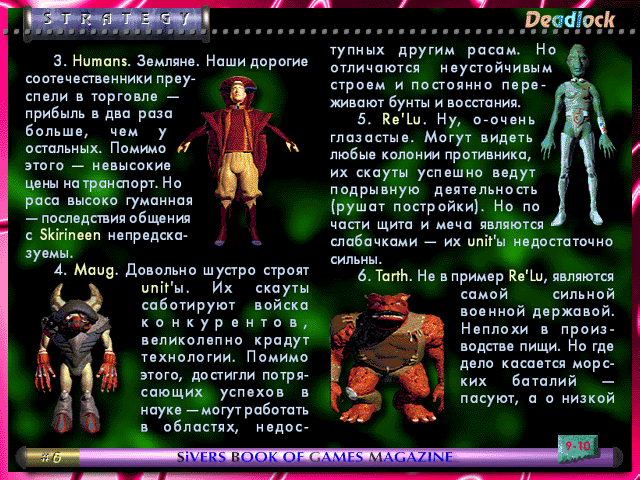 STRATEGY
Deadlock
3. Humans. Земляне. Наши дорогие
соотечественники преу-
спели в торговле —
прибыль в два раза
больше, чем у
остальных. Помимо
этого — невысокие
цены на транспорт. Но
раса высоко гуманная
— последствия общения
с Skirineen непредска-
зуемы.
4. Maug. Довольно шустро строят
unit'ы. Их скауты
саботируют войска
конкурентов,
великолепно крадут
технологии. Помимо
этого, достигли потря-
сающих успехов в
науке — могут работать
в областях, недос-
тупных другим расам. Но
отличаются неустойчивым
строем и постоянно пере-
живают бунты и восстания.
5. Re'Lu. Ну, о-очень
глазастые. Могут видеть
любые колонии противника,
их скауты успешно ведут
подрывную деятельность
(рушат постройки). Но по
части щита и меча являются
слабачками — их unit'ы недостаточно
сильны.
6. Tarth. Не в пример Re'Lu, являются
самой сильной
военной державой.
Неплохи в произ-
водстве пищи. Но где
дело касается морс-
ких баталий —
пасуют, а о низкой
#6
SiVERS BOOK OF GAMES MAGAZINE
9-10